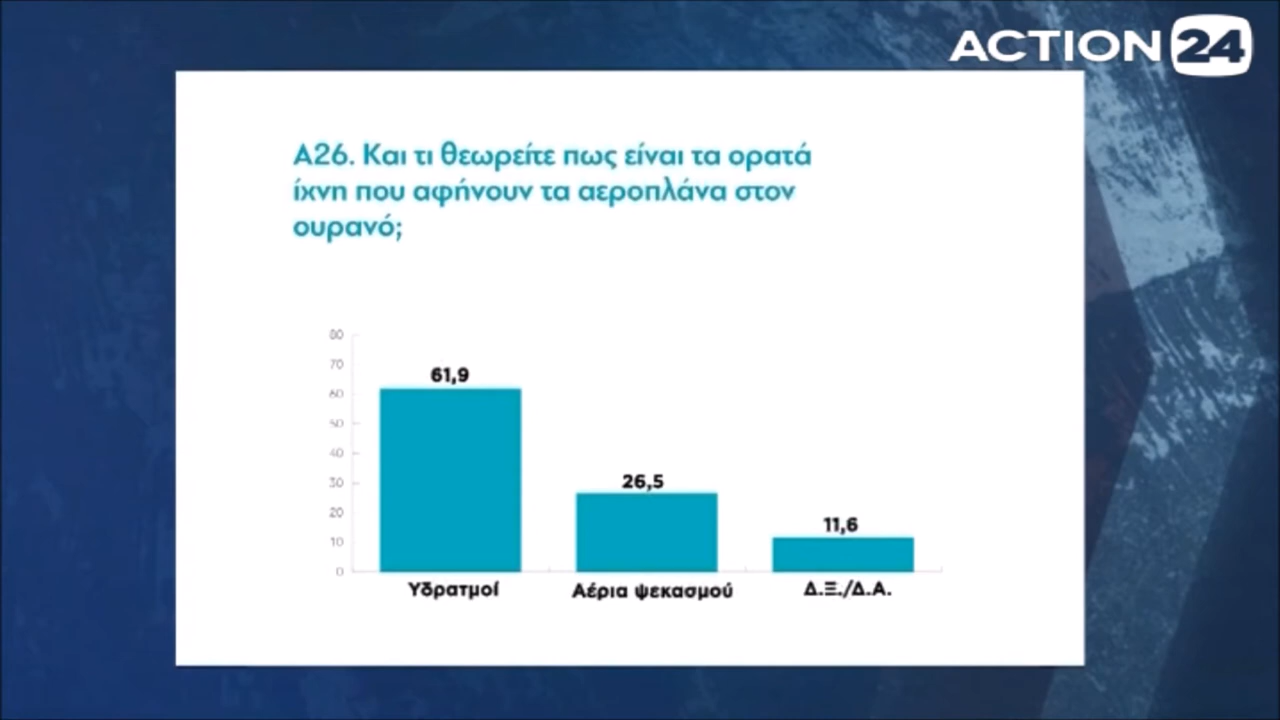 ACTION 24
Α26. Και τι θεωρείτε πως είναι τα ορατά
ίχνη που αφήνουν τα αεροπλάνα στον
ουρανό;
80
70
60
50
40
30
20
10
0
61,9
26,5
11,6
Υδρατμοί
Αέρια ψεκασμού
Δ.Ξ./Δ.Α.